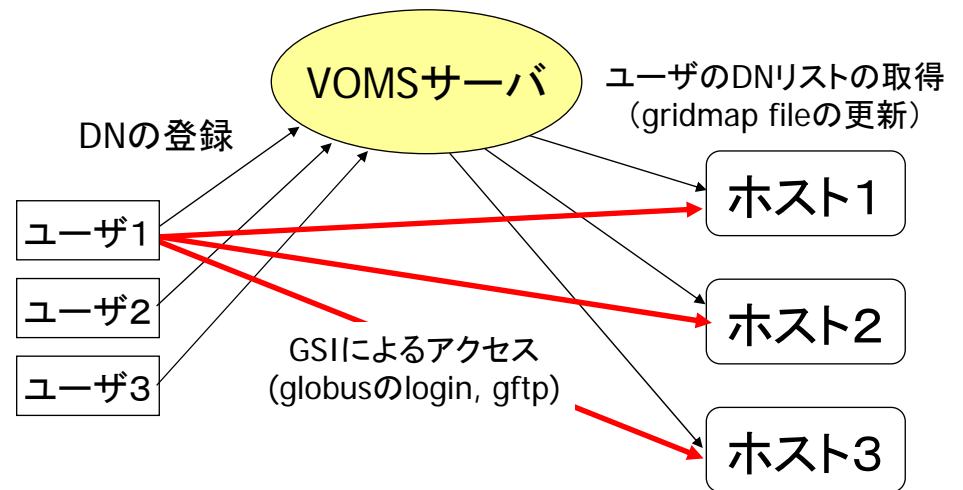 VOMSサーバ
ユーザのDNリストの取得
（gridmap fileの更新）
DNの登録
ユーザ１
ユーザ２
ユーザ３
ホスト１
ホスト２
ホスト３
GSIによるアクセス
(globusのlogin, gftp)